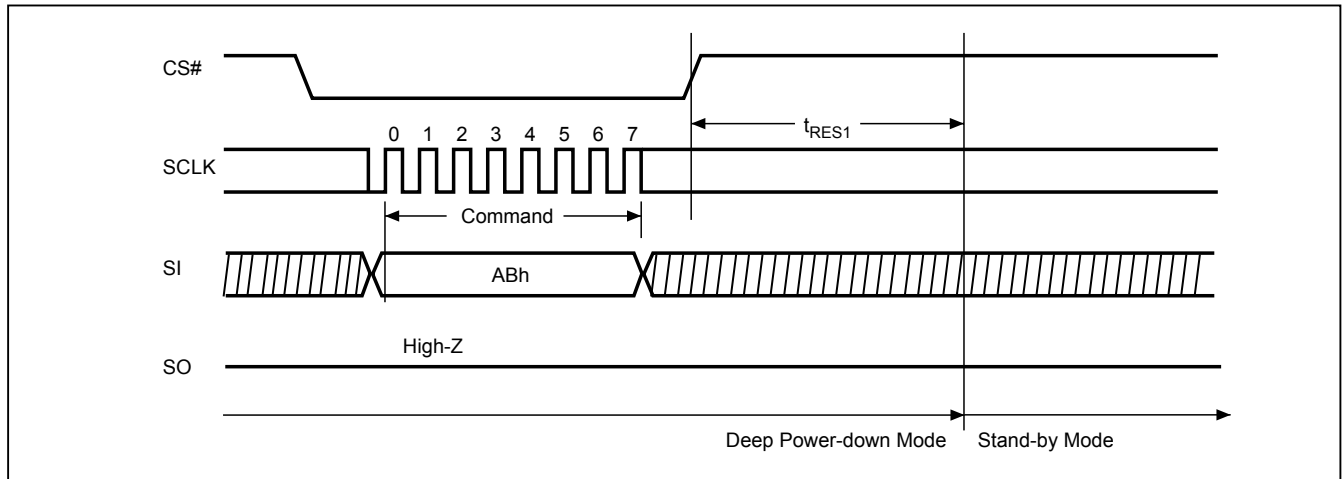 CS#
tRES1
0 1 2 3 4 5 6 7
SCLK
Command
SI
ABh
High-Z
SO
Deep Power-down Mode Stand-by Mode